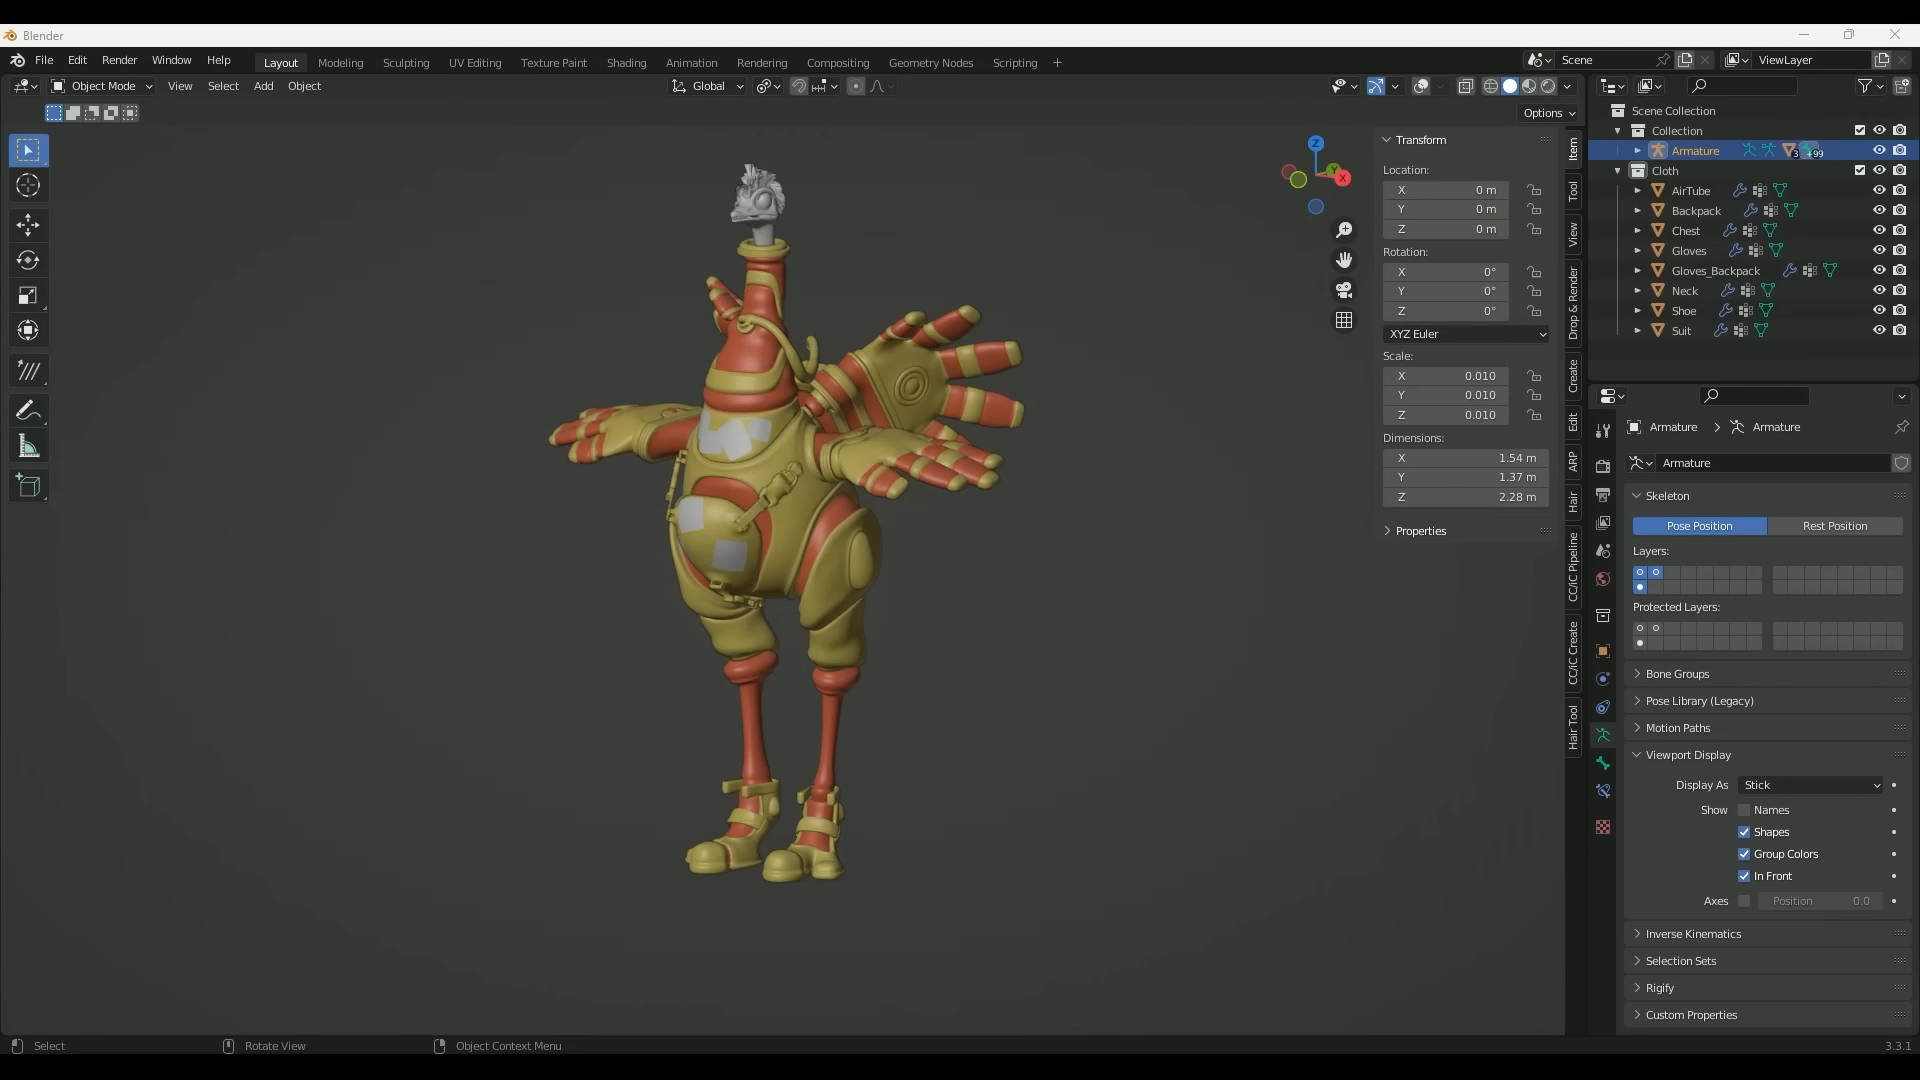 Blender
File Edit Render Window Help Layout Modeling Sculpting UV Editing Texture Paint Shading Animation Rendering Compositing Geometry Nodes Scripting + Scene ViewLayer
Object Mode View Select Add Object Global
Options
Transform
Location:
X 0 m
Y 0 m
Z 0 m
Rotation:
X 0°
Y 0°
Z 0°
XYZ Euler
Scale:
X 0.010
Y 0.010
Z 0.010
Dimensions:
X 1.54 m
Y 1.37 m
Z 2.28 m
Properties
Z
Y
X
Item
Tool
View
Drop & Render
Create
Edit
ARP
Hair
CC/iC Pipeline
CC/iC Create
Hair Tool
Scene Collection
Collection
Armature 3 +99
Cloth
AirTube
Backpack
Chest
Gloves
Gloves_Backpack
Neck
Shoe
Suit
Armature > Armature
Armature
Skeleton
Pose Position Rest Position
Layers:
Protected Layers:
Bone Groups
Pose Library (Legacy)
Motion Paths
Viewport Display
Display As Stick
Show Names
Shapes
Group Colors
In Front
Axes Position 0.0
Inverse Kinematics
Selection Sets
Rigify
Custom Properties
Select Rotate View Object Context Menu 3.3.1